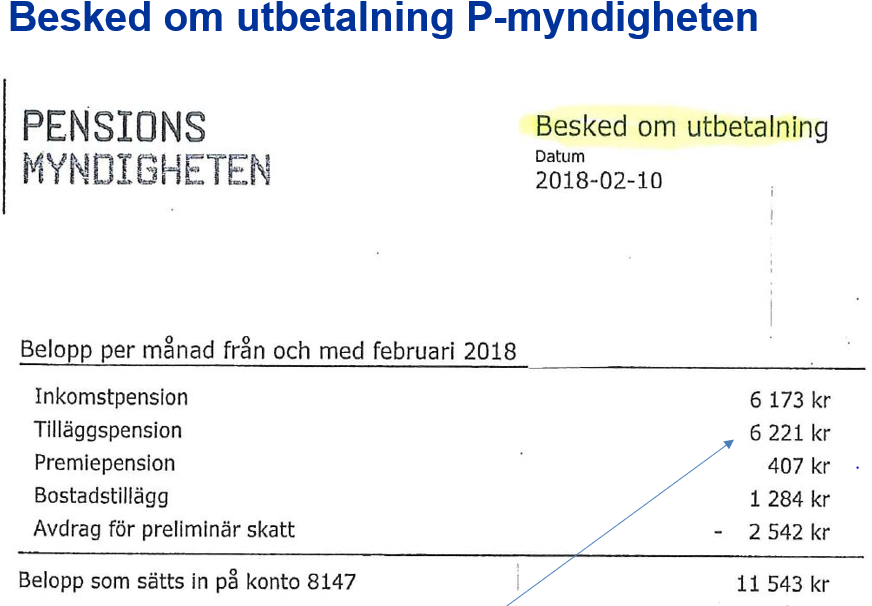 Besked om utbetalning P-myndigheten
PENSIONS
MYNDIGHETEN
Besked om utbetalning
Datum
2018-02-10
Belopp per månad från och med februari 2018
Inkomstpension 6 173 kr
Tilläggspension 6 221 kr
Premiepension 407 kr
Bostadstillägg 1 284 kr
Avdrag för preliminär skatt - 2 542 kr
Belopp som sätts in på konto 8147 11 543 kr